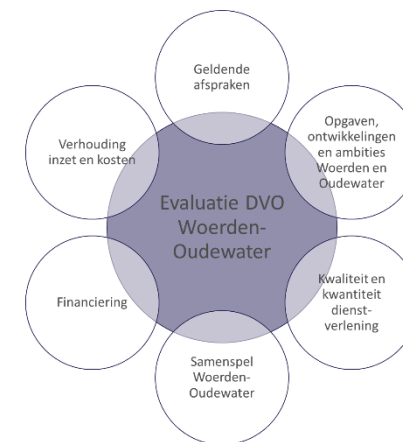 Geldende
afspraken
Opgaven,
ontwikkelingen
en ambities
Woerden en
Oudewater
Kwaliteit en
kwantiteit
dienst-
verlening
Samenspel
Woerden-
Oudewater
Financiering
Verhouding
inzet en kosten
Evaluatie DVO
Woerden-
Oudewater